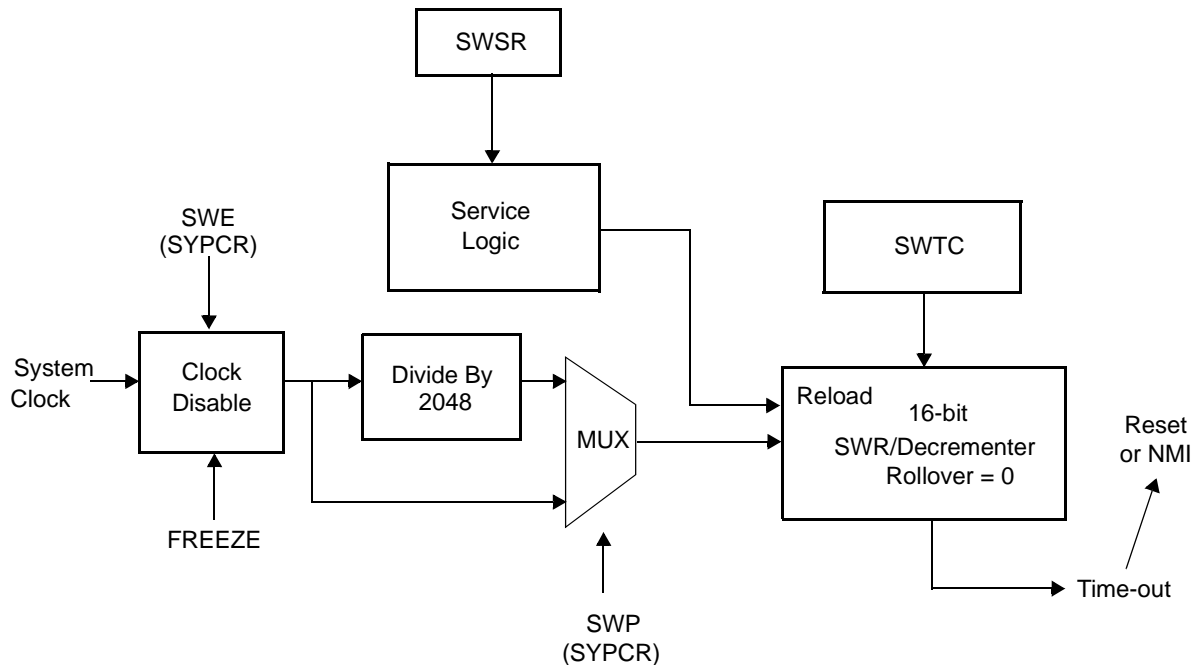 SWSR
Service
Logic
SWE
(SYPCR)
SWTC
System
Clock
Clock
Disable
Divide By
2048
MUX
Reload
16-bit
SWR/Decrementer
Rollover = 0
Reset
or NMI
FREEZE
Time-out
SWP
(SYPCR)